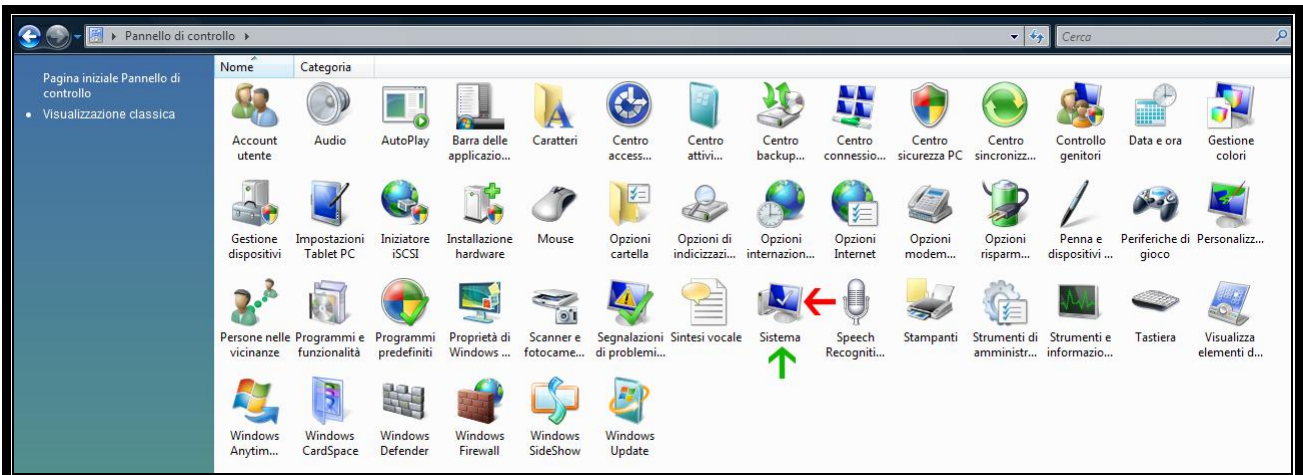 Pannello di controllo
Cerca
Pagina iniziale Pannello di
controllo
Visualizzazione classica
Nome Categoria
Account
utente
Audio
AutoPlay
Barra delle
applicazio...
Caratteri
Centro
access...
Centro
attivi...
Centro
backup...
Centro
connessio...
Centro
sicurezza PC
Centro
sincronizz...
Controllo
genitori
Data e ora
Gestione
colori
Gestione
dispositivi
Impostazioni
Tablet PC
Iniziatore
iSCSI
Installazione
hardware
Mouse
Opzioni
cartella
Opzioni di
indicizzazi...
Opzioni
internazion...
Opzioni
Internet
Opzioni
modem...
Opzioni
risparm...
Penna e
dispositivi ...
Periferiche di
gioco
Personalizz...
Persone nelle
vicinanze
Programmi e
funzionalità
Programmi
predefiniti
Proprietà di
Windows ...
Scanner e
fotocame...
Segnalazioni
di problemi...
Sintesi vocale
Sistema
Speech
Recogniti...
Stampanti
Strumenti di
amministr...
Strumenti e
informazio...
Tastiera
Visualizza
elementi d...
Windows
Anytim...
Windows
CardSpace
Windows
Defender
Windows
Firewall
Windows
SideShow
Windows
Update